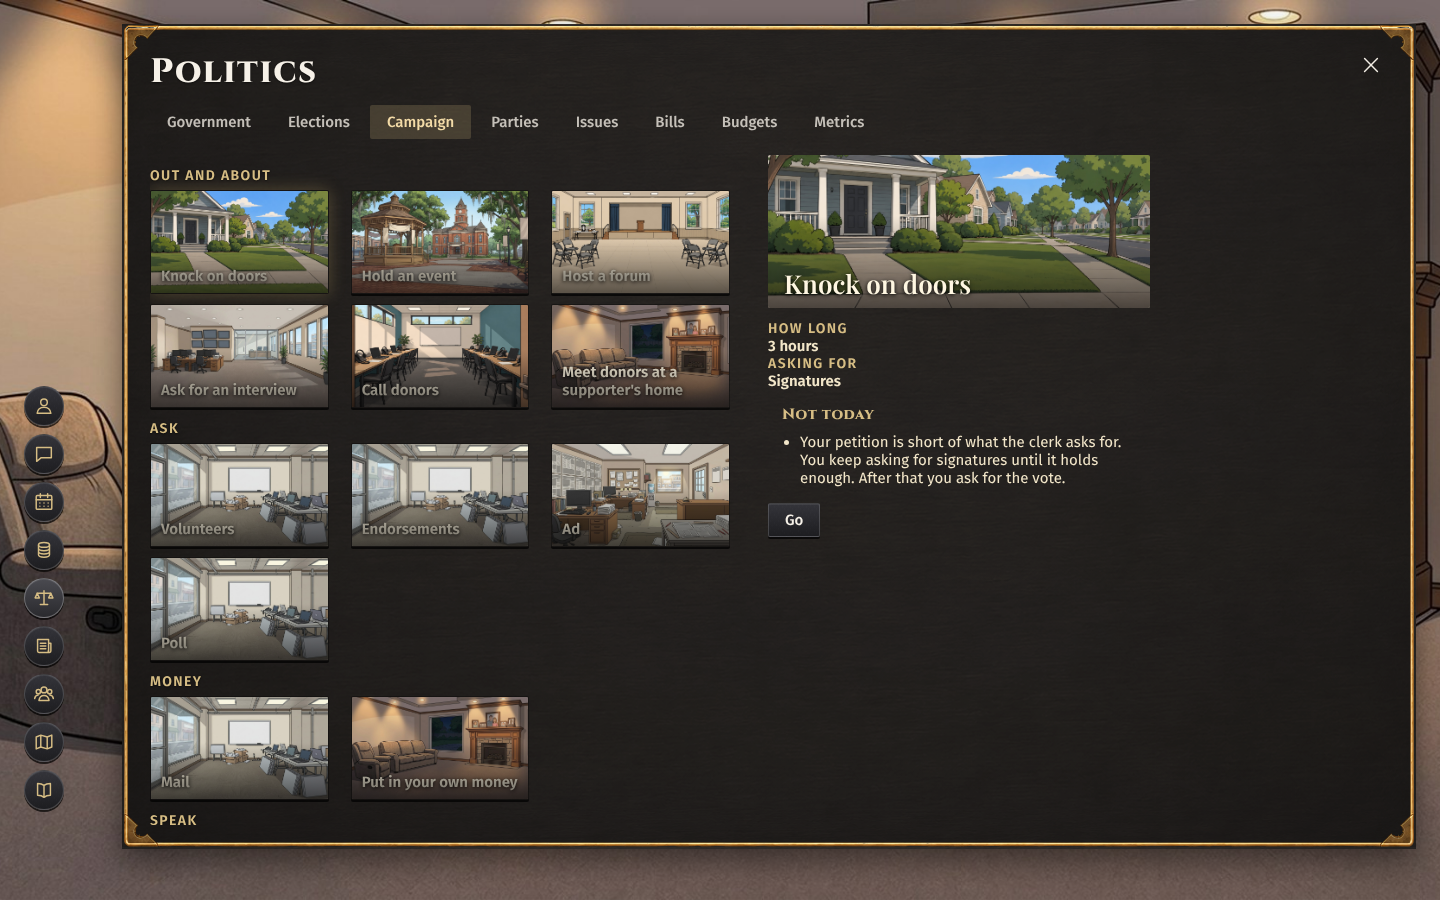 Politics
Government Elections Campaign Parties Issues Bills Budgets Metrics
OUT AND ABOUT
Knock on doors
Hold an event
Host a forum
Ask for an interview
Call donors
Meet donors at a
supporter's home
ASK
Volunteers
Endorsements
Ad
Poll
MONEY
Mail
Put in your own money
SPEAK
Knock on doors
HOW LONG
3 hours
ASKING FOR
Signatures
Not today
• Your petition is short of what the clerk asks for.
You keep asking for signatures until it holds
enough. After that you ask for the vote.
Go